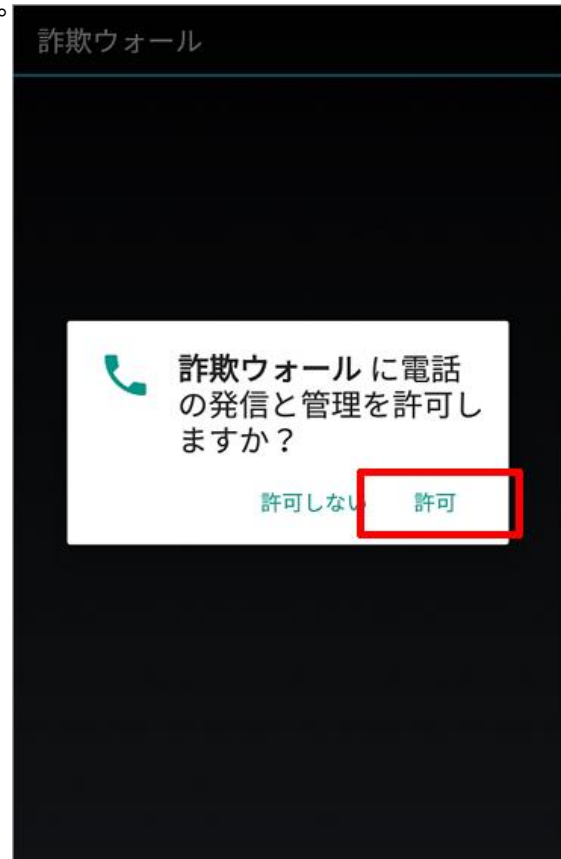 。
詐欺ウォール
詐欺ウォール に電話
の発信と管理を許可し
ますか？
許可しない 許可